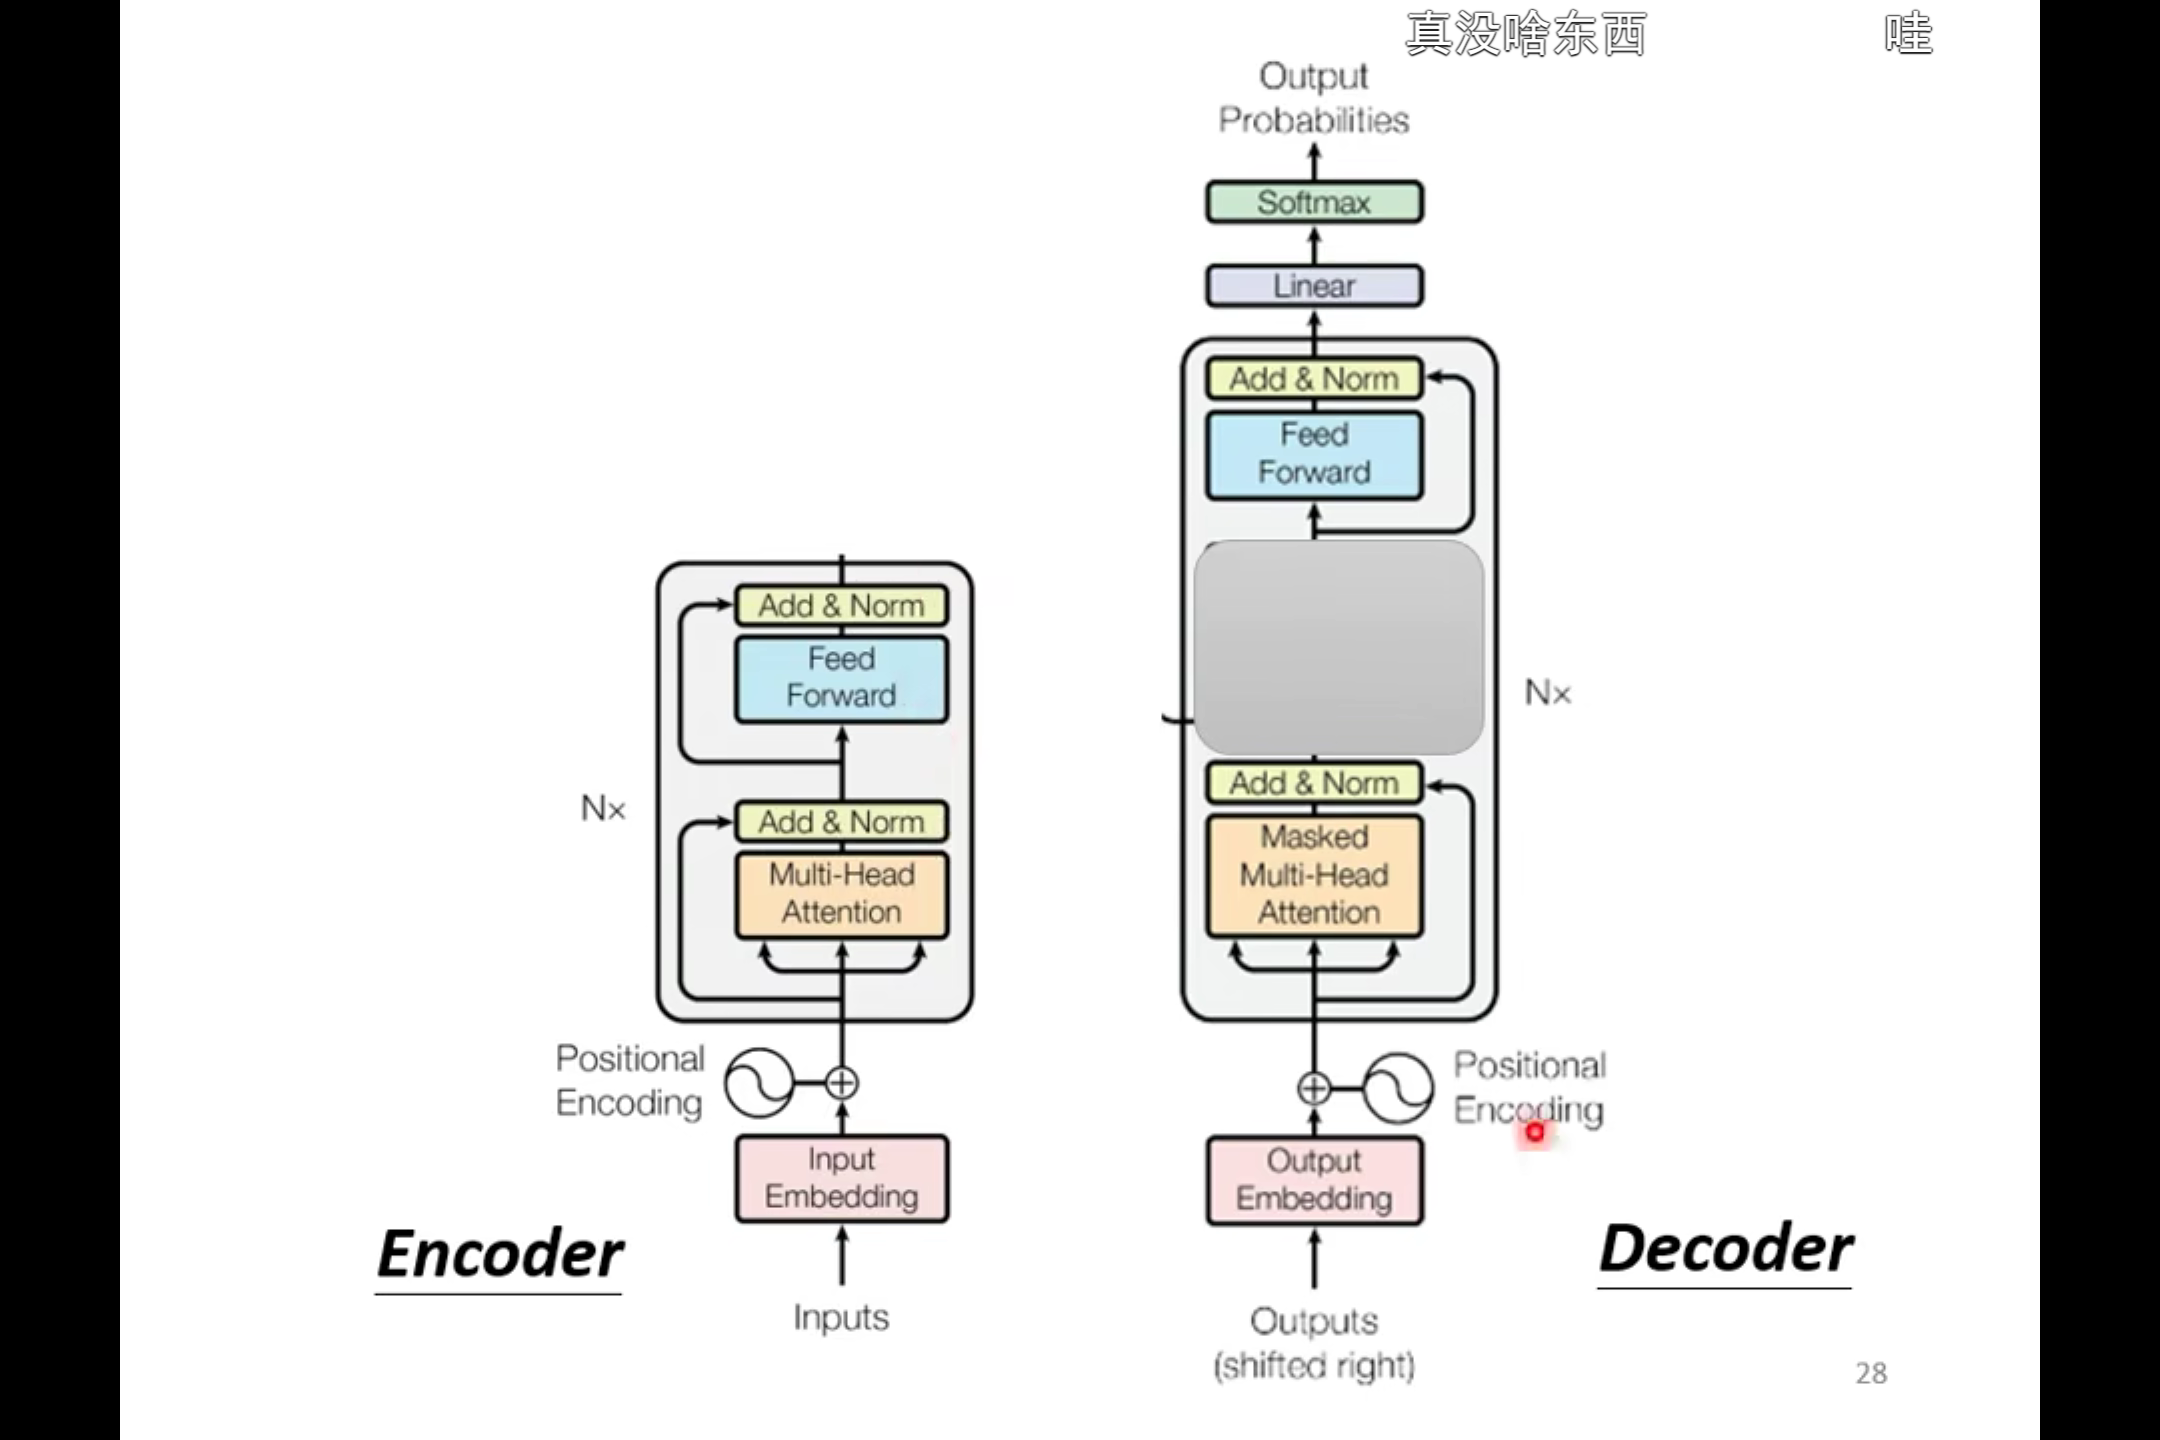 真没啥东西
哇
Output
Probabilities
Softmax
Linear
Add & Norm
Feed
Forward
Nx
Add & Norm
Masked
Multi-Head
Attention
Positional
Encoding
Output
Embedding
Outputs
(shifted right)
Decoder
Add & Norm
Feed
Forward
Nx
Add & Norm
Multi-Head
Attention
Positional
Encoding
Input
Embedding
Inputs
Encoder
28